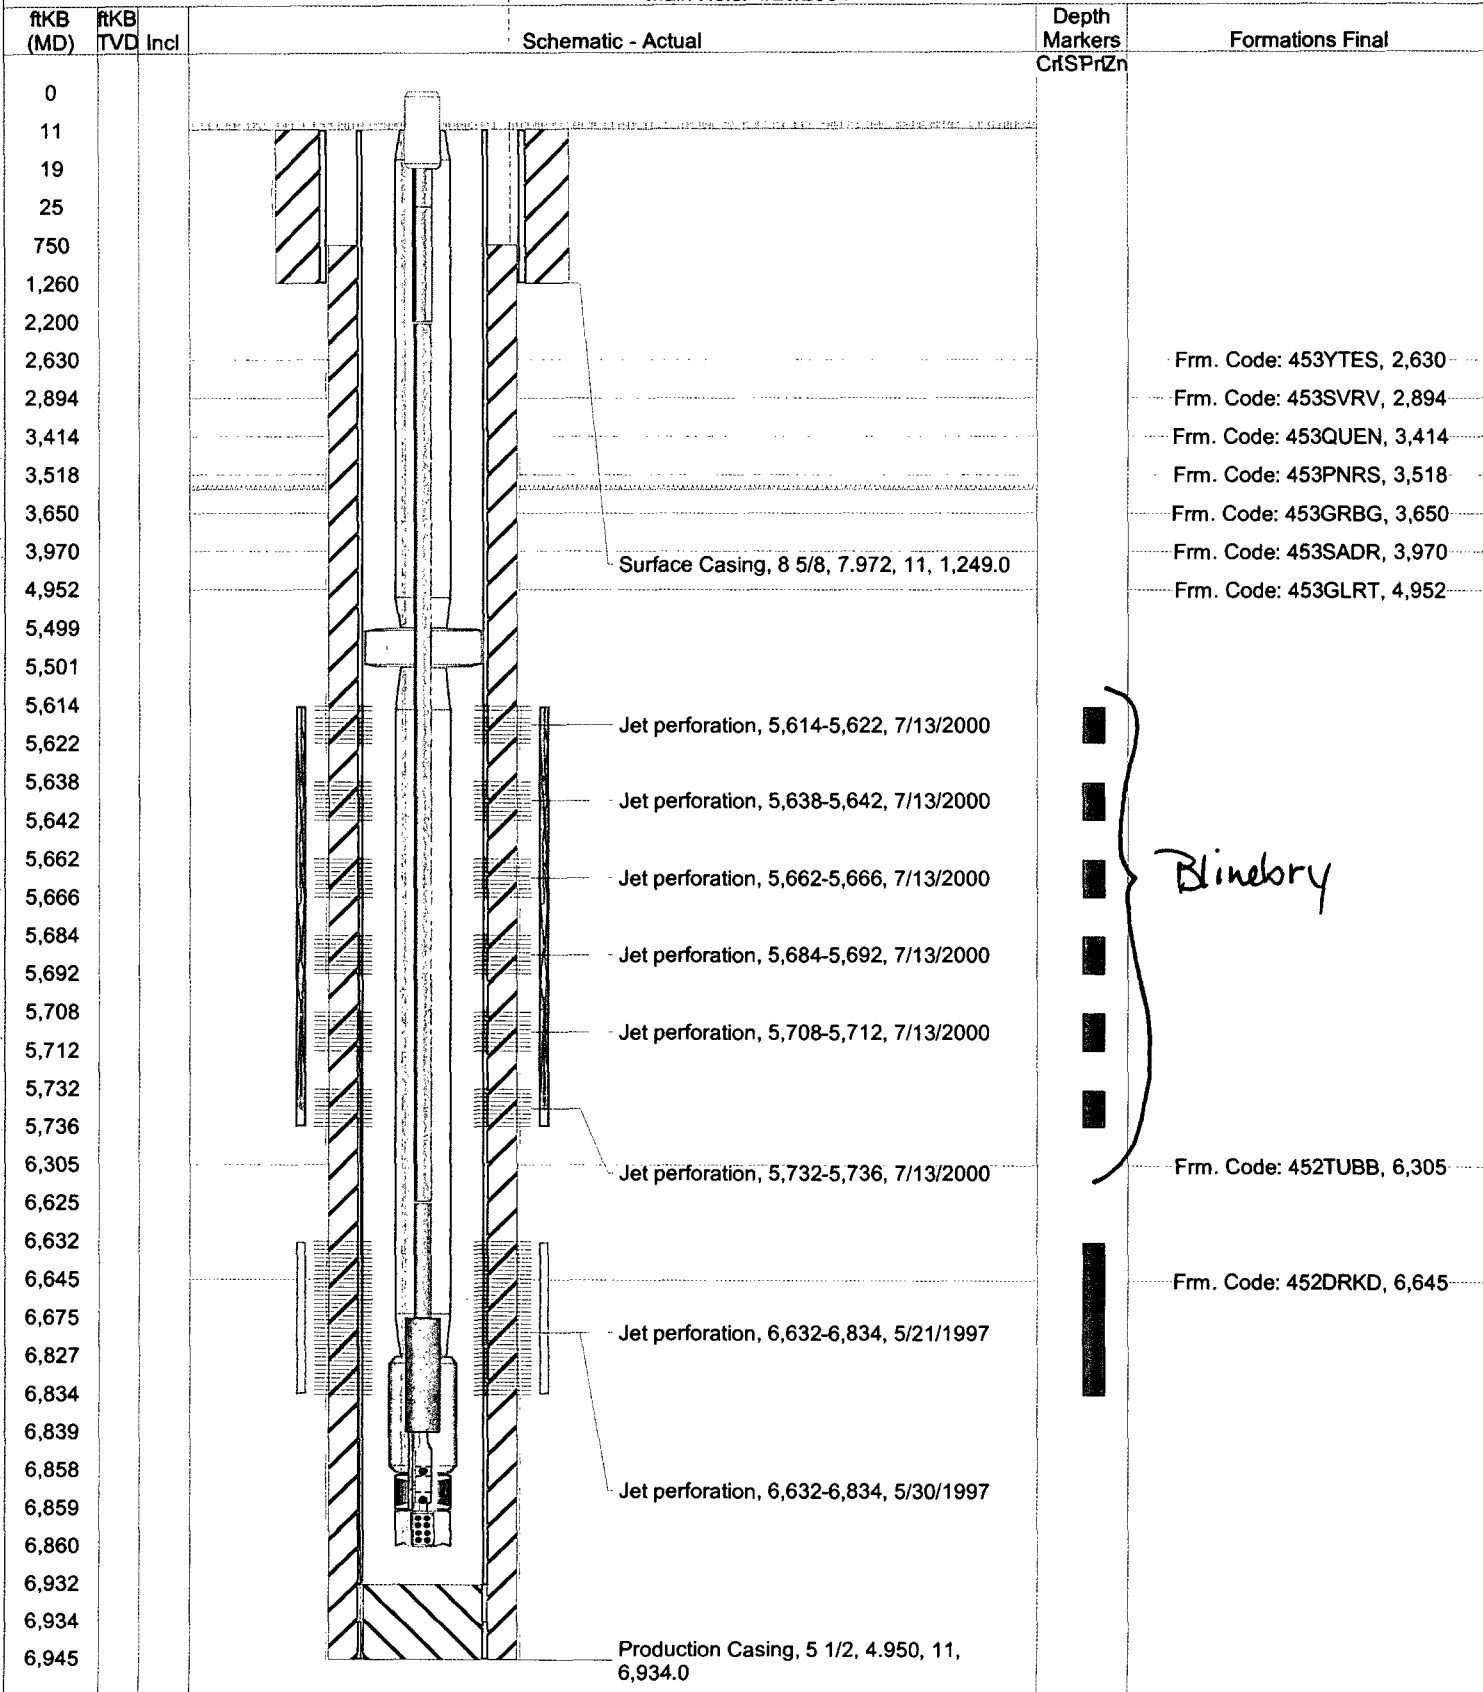 ftKB (MD)
ftKB TVD
Incl
Schematic - Actual
Depth Markers
Formations Final
0
11
19
25
750
1,260
2,200
2,630
Frm. Code: 453YTES, 2,630
2,894
Frm. Code: 453SVRV, 2,894
3,414
Frm. Code: 453QUEN, 3,414
3,518
Frm. Code: 453PNRS, 3,518
3,650
Frm. Code: 453GRBG, 3,650
3,970
Frm. Code: 453SADR, 3,970
Surface Casing, 8 5/8, 7.972, 11, 1,249.0
4,952
Frm. Code: 453GLRT, 4,952
5,499
5,501
5,614
Jet perforation, 5,614-5,622, 7/13/2000
5,622
5,638
Jet perforation, 5,638-5,642, 7/13/2000
5,642
5,662
Jet perforation, 5,662-5,666, 7/13/2000
Blinebry
5,666
5,684
Jet perforation, 5,684-5,692, 7/13/2000
5,692
5,708
Jet perforation, 5,708-5,712, 7/13/2000
5,712
5,732
5,736
6,305
Jet perforation, 5,732-5,736, 7/13/2000
Frm. Code: 452TUBB, 6,305
6,625
6,632
6,645
Frm. Code: 452DRKD, 6,645
6,675
Jet perforation, 6,632-6,834, 5/21/1997
6,827
6,834
6,839
6,858
Jet perforation, 6,632-6,834, 5/30/1997
6,859
6,860
6,932
6,934
6,945
Production Casing, 5 1/2, 4.950, 11,
6,934.0